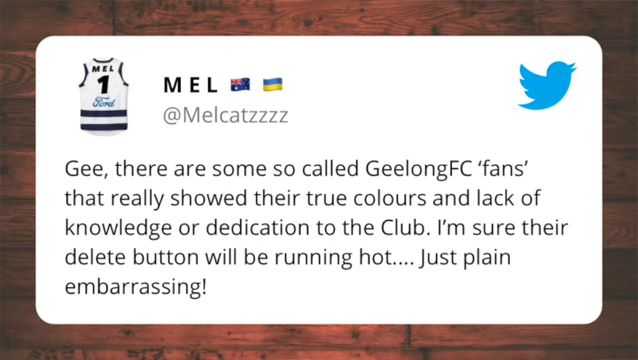 MEL
1
Ford
MEL 🇦🇺 🇺🇦
@Melcatzzzz
Gee, there are some so called GeelongFC ‘fans’
that really showed their true colours and lack of
knowledge or dedication to the Club. I’m sure their
delete button will be running hot.... Just plain
embarrassing!